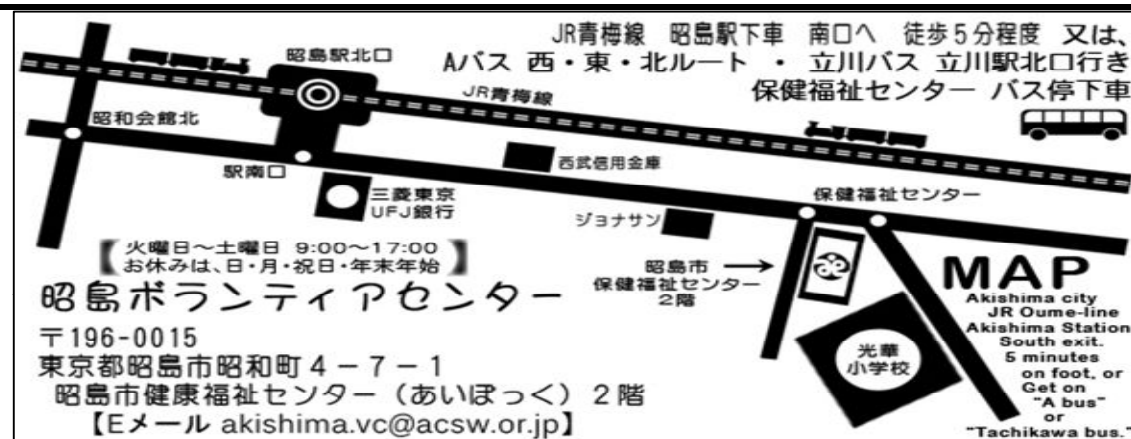 JR青梅線 昭島駅下車 南口へ 徒歩5分程度 又は、
Aバス 西・東・北ルート ・ 立川バス 立川駅北口行き
保健福祉センター バス停下車
昭島駅北口
JR青梅線
昭和会館北
駅南口
西武信用金庫
三菱東京
UFJ銀行
保健福祉センター
ジョナサン
【火曜日~土曜日 9:00~17:00
お休みは、日・月・祝日・年末年始】
昭島市
保健福祉センター
2階
光華
小学校
昭島ボランティアセンター
〒196-0015
東京都昭島市昭和町4-7-1
昭島市健康福祉センター(あいぽっく)2階
【Eメール akishima.vc@acsw.or.jp】
MAP
Akishima city
JR Oume-line
Akishima Station
South exit.
5 minutes
on foot, or
Get on
"A bus"
or
"Tachikawa bus."